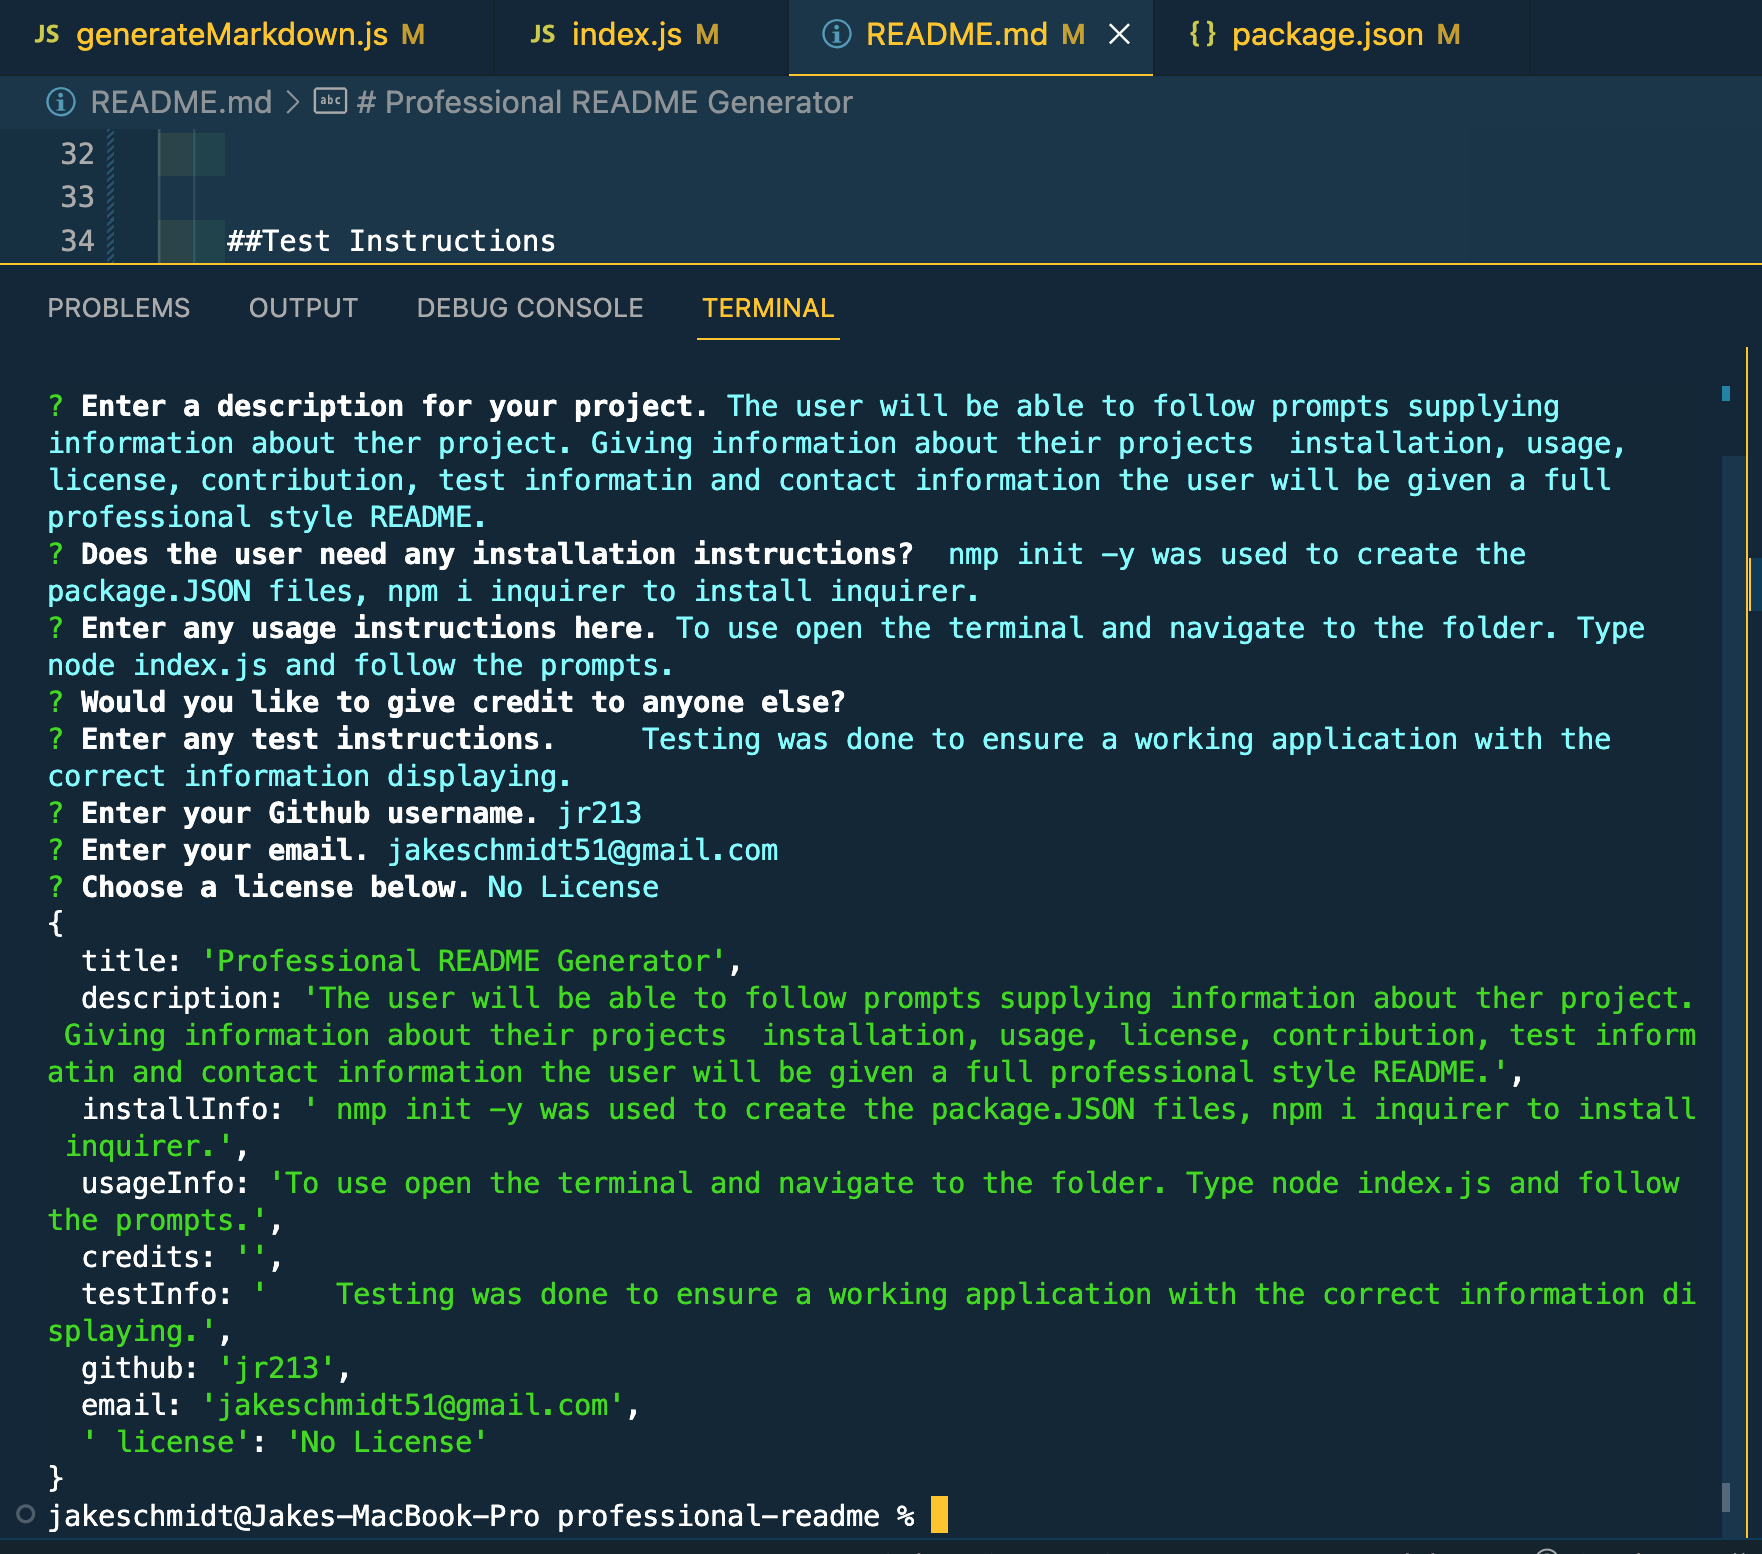 JS generateMarkdown.js M JS index.js M README.md M {} package.json M
README.md > abc # Professional README Generator
32
33
34 ##Test Instructions
PROBLEMS OUTPUT DEBUG CONSOLE TERMINAL
? Enter a description for your project. The user will be able to follow prompts supplying
information about ther project. Giving information about their projects  installation, usage,
license, contribution, test informatin and contact information the user will be given a full
professional style README.
? Does the user need any installation instructions?  nmp init -y was used to create the
package.JSON files, npm i inquirer to install inquirer.
? Enter any usage instructions here. To use open the terminal and navigate to the folder. Type
node index.js and follow the prompts.
? Would you like to give credit to anyone else?
? Enter any test instructions.     Testing was done to ensure a working application with the
correct information displaying.
? Enter your Github username. jr213
? Enter your email. jakeschmidt51@gmail.com
? Choose a license below. No License
{
  title: 'Professional README Generator',
  description: 'The user will be able to follow prompts supplying information about ther project.
 Giving information about their projects  installation, usage, license, contribution, test inform
atin and contact information the user will be given a full professional style README.',
  installInfo: ' nmp init -y was used to create the package.JSON files, npm i inquirer to install
 inquirer.',
  usageInfo: 'To use open the terminal and navigate to the folder. Type node index.js and follow
the prompts.',
  credits: '',
  testInfo: '    Testing was done to ensure a working application with the correct information di
splaying.',
  github: 'jr213',
  email: 'jakeschmidt51@gmail.com',
  ' license': 'No License'
}
jakeschmidt@Jakes-MacBook-Pro professional-readme %